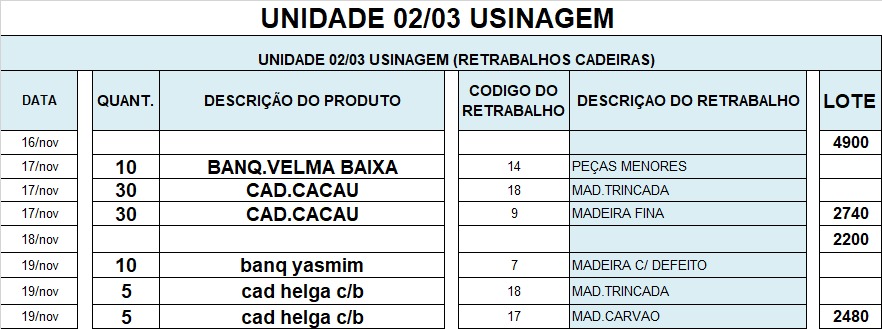 UNIDADE 02/03 USINAGEM
UNIDADE 02/03 USINAGEM (RETRABALHOS CADEIRAS)
DATA QUANT. DESCRIÇÃO DO PRODUTO CODIGO DO RETRABALHO DESCRIÇAO DO RETRABALHO LOTE
16/nov 4900
17/nov 10 BANQ.VELMA BAIXA 14 PEÇAS MENORES
17/nov 30 CAD.CACAU 18 MAD.TRINCADA
17/nov 30 CAD.CACAU 9 MADEIRA FINA 2740
18/nov 2200
19/nov 10 banq yasmim 7 MADEIRA C/ DEFEITO
19/nov 5 cad helga c/b 18 MAD.TRINCADA
19/nov 5 cad helga c/b 17 MAD.CARVAO 2480